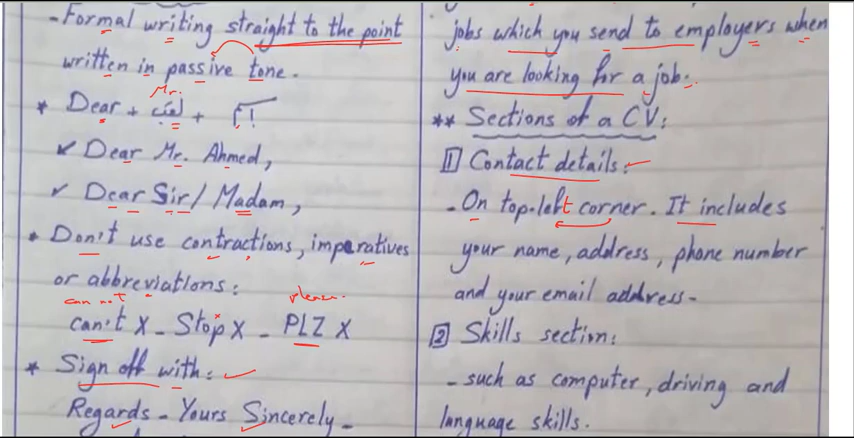 - Formal writing straight to the point
written in passive tone.
Mr.
* Dear + لقب +
✓ Dear Mr. Ahmed,
✓ Dear Sir/ Madam,
* Don't use contractions, imperatives
or abbreviations:
can not please.
can't X - Stop X - PLZ X
* Sign off with:
Regards - Yours Sincerely -
jobs which you send to employers when
you are looking for a job.
** Sections of a CV:
1 Contact details:
- On top-left corner. It includes
your name, address, phone number
and your email address-
2 Skills section:
- such as computer, driving and
language skills.